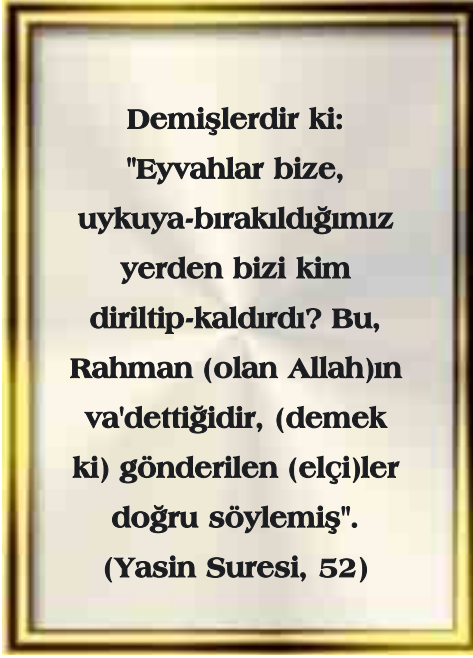 Demişlerdir ki:
"Eyvahlar bize,
uykuya-bırakıldığımız
yerden bizi kim
diriltip-kaldırdı? Bu,
Rahman (olan Allah)ın
va'dettiğidir, (demek
ki) gönderilen (elçi)ler
doğru söylemiş".
(Yasin Suresi, 52)